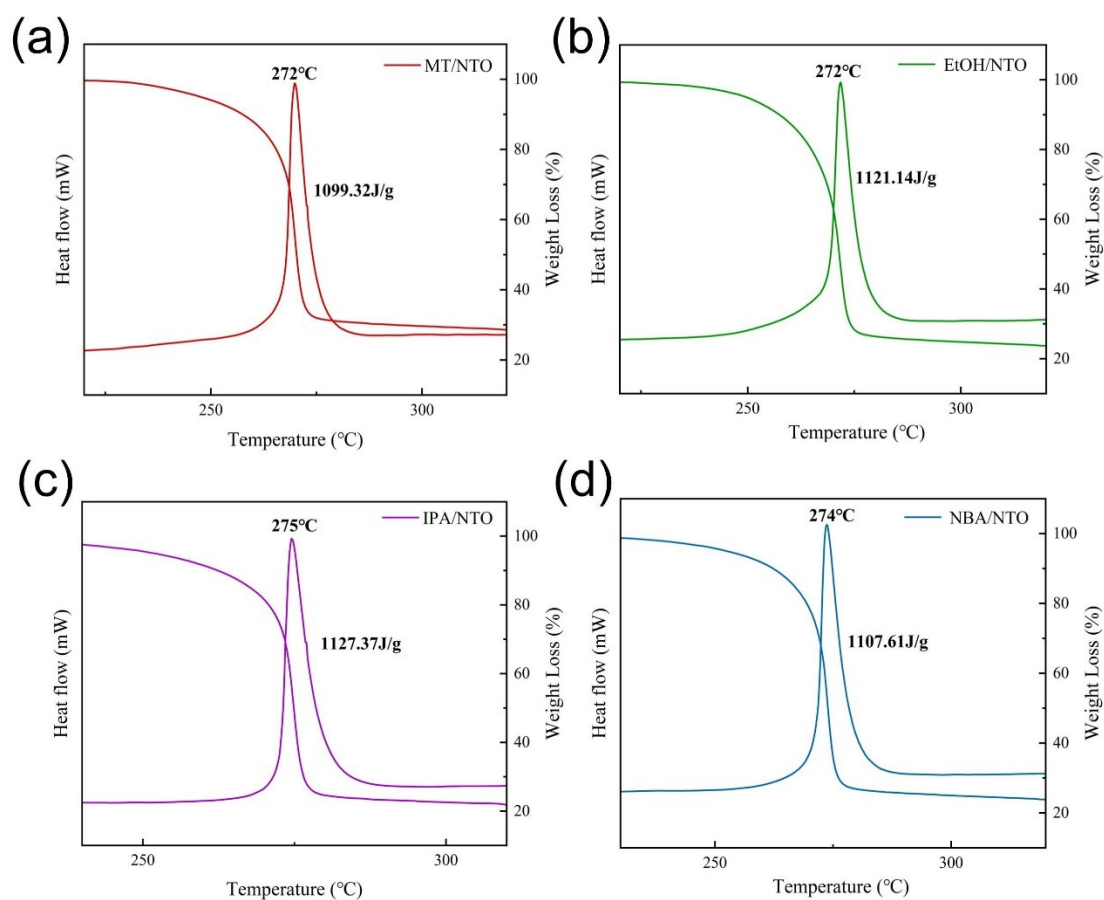 (a)
MT/NTO
272℃
1099.32J/g
Heat flow (mW)
100
80
60
40
20
Weight Loss (%)
250
300
Temperature (℃)
(b)
EtOH/NTO
272℃
1121.14J/g
Heat flow (mW)
100
80
60
40
20
Weight Loss (%)
250
300
Temperature (℃)
(c)
IPA/NTO
275℃
1127.37J/g
Heat flow (mW)
100
80
60
40
20
Weight Loss (%)
250
300
Temperature (℃)
(d)
NBA/NTO
274℃
1107.61J/g
Heat flow (mW)
100
80
60
40
20
Weight Loss (%)
250
300
Temperature (℃)